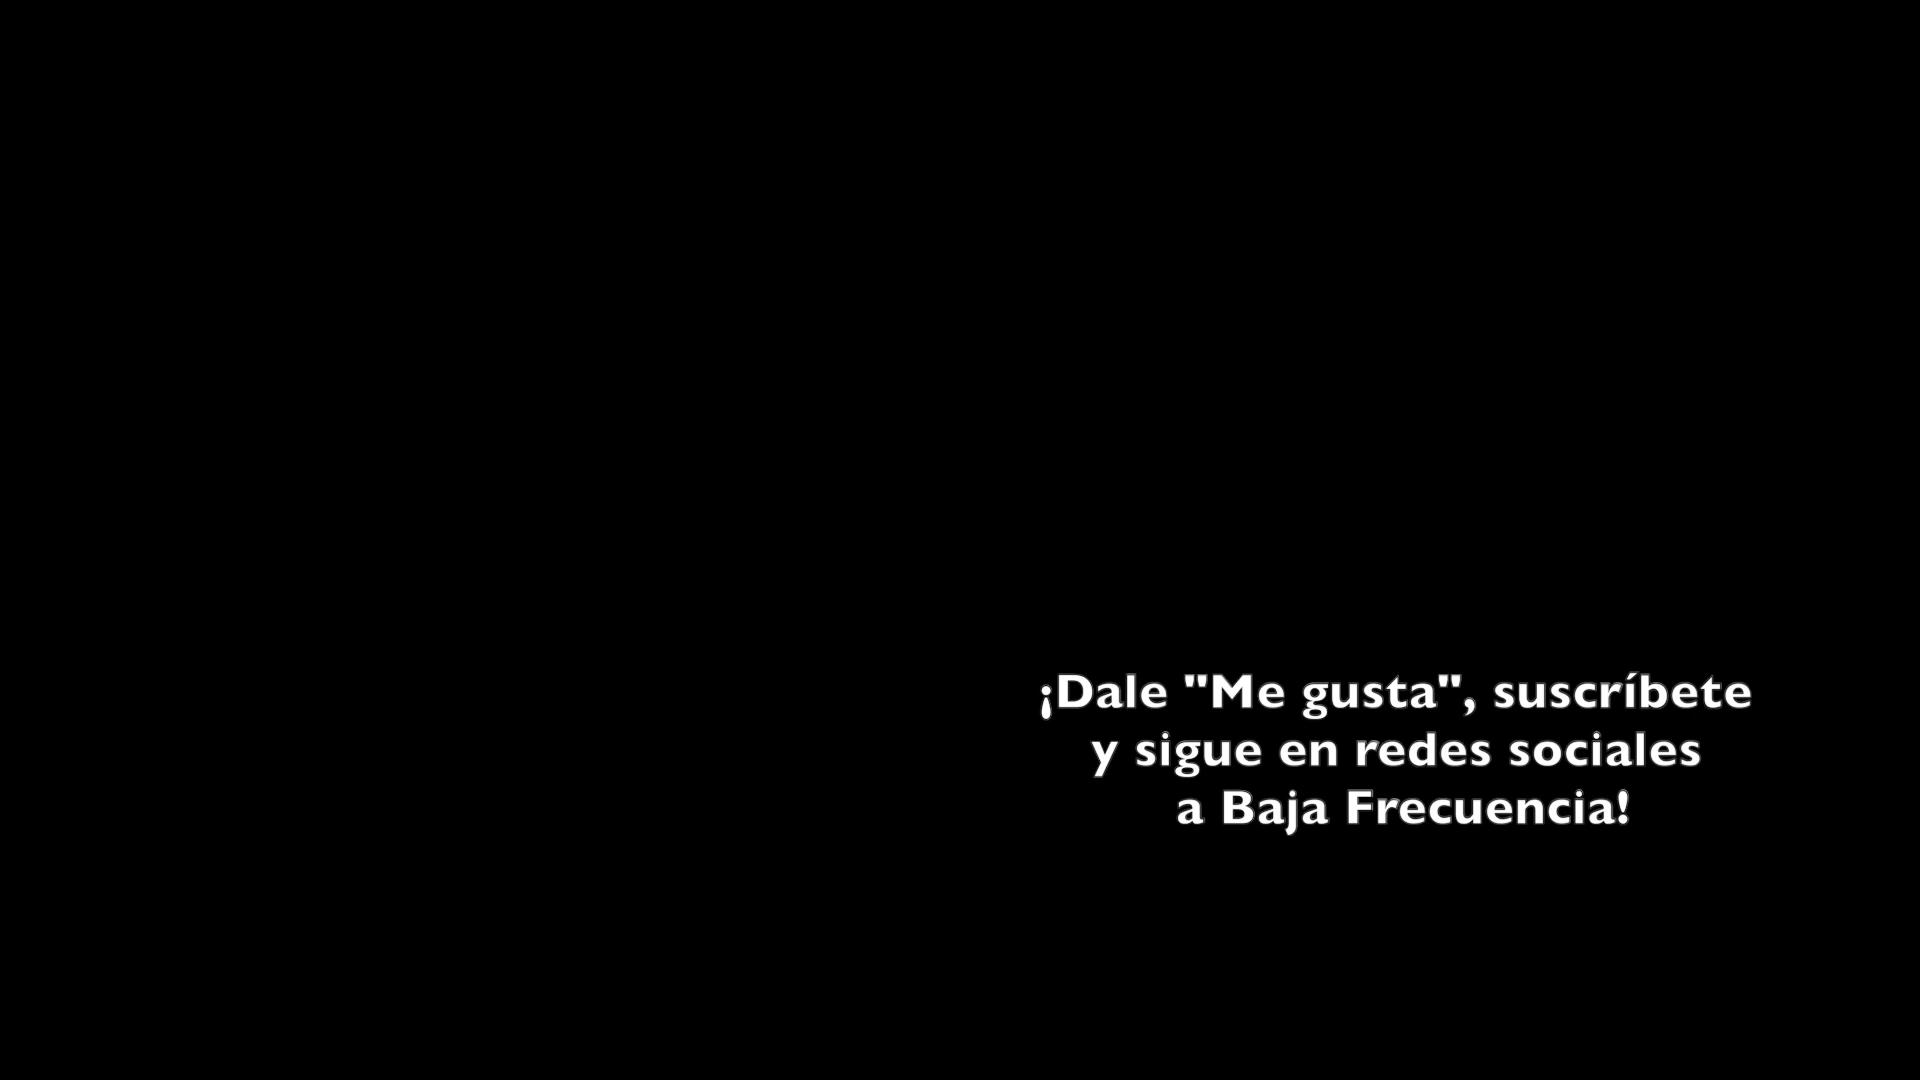 ¡Dale "Me gusta", suscríbete
y sigue en redes sociales
a Baja Frecuencia!